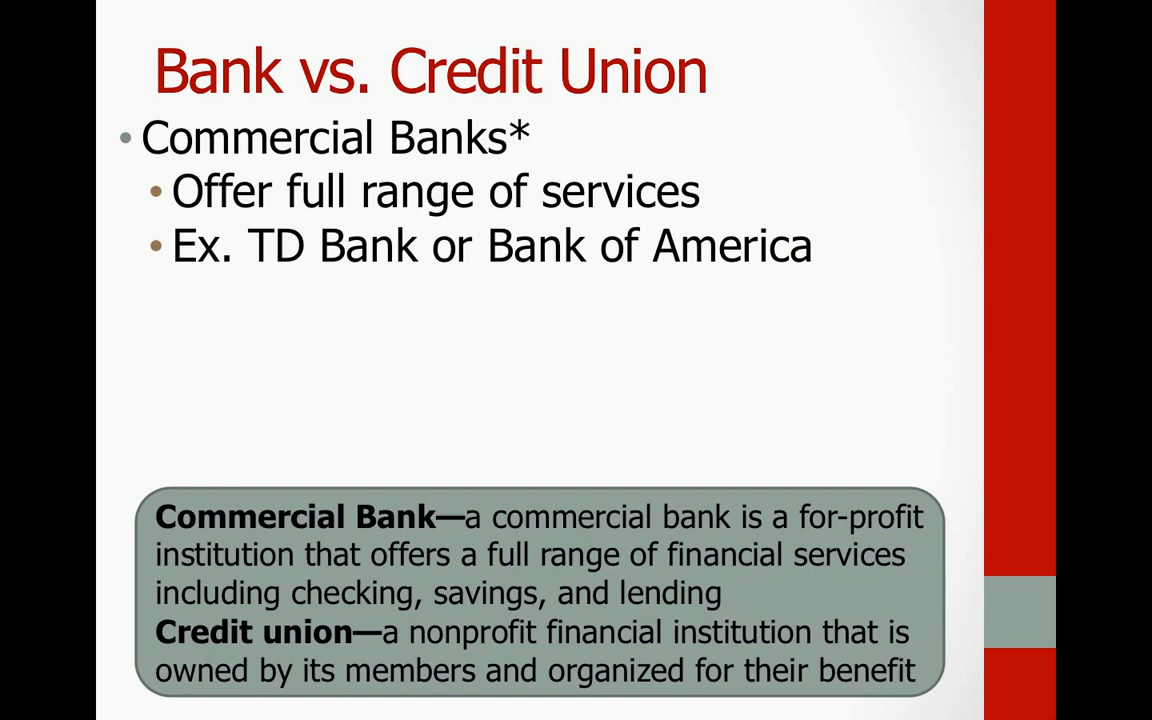 Bank vs. Credit Union
• Commercial Banks*
• Offer full range of services
• Ex. TD Bank or Bank of America
Commercial Bank—a commercial bank is a for-profit
institution that offers a full range of financial services
including checking, savings, and lending
Credit union—a nonprofit financial institution that is
owned by its members and organized for their benefit